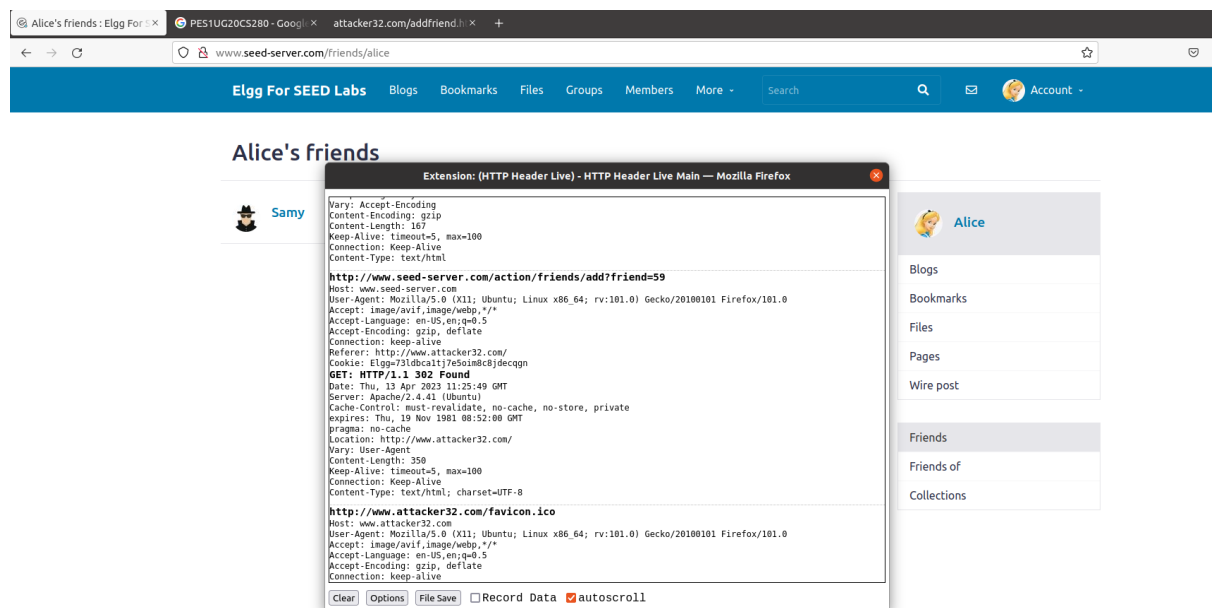 Alice's friends : Elgg For S
PES1UG20CS280 - Google
attacker32.com/addfriend.h
www.seed-server.com/friends/alice
Elgg For SEED Labs
Blogs
Bookmarks
Files
Groups
Members
More
Search
Account
Alice's friends
Samy
Extension: (HTTP Header Live) - HTTP Header Live Main — Mozilla Firefox
Vary: Accept-Encoding
Content-Encoding: gzip
Content-Length: 167
Keep-Alive: timeout=5, max=100
Connection: Keep-Alive
Content-Type: text/html
http://www.seed-server.com/action/friends/add?friend=59
Host: www.seed-server.com
User-Agent: Mozilla/5.0 (X11; Ubuntu; Linux x86_64; rv:101.0) Gecko/20100101 Firefox/101.0
Accept: image/avif,image/webp,*/*
Accept-Language: en-US,en;q=0.5
Accept-Encoding: gzip, deflate
Connection: keep-alive
Referer: http://www.attacker32.com/
Cookie: Elgg=73ldbca1tj7e5oim8c8jdecqgn
GET: HTTP/1.1 302 Found
Date: Thu, 13 Apr 2023 11:25:49 GMT
Server: Apache/2.4.41 (Ubuntu)
Cache-Control: must-revalidate, no-cache, no-store, private
expires: Thu, 19 Nov 1981 08:52:00 GMT
pragma: no-cache
Location: http://www.attacker32.com/
Vary: User-Agent
Content-Length: 350
Keep-Alive: timeout=5, max=100
Connection: Keep-Alive
Content-Type: text/html; charset=UTF-8
http://www.attacker32.com/favicon.ico
Host: www.attacker32.com
User-Agent: Mozilla/5.0 (X11; Ubuntu; Linux x86_64; rv:101.0) Gecko/20100101 Firefox/101.0
Accept: image/avif,image/webp,*/*
Accept-Language: en-US,en;q=0.5
Accept-Encoding: gzip, deflate
Connection: keep-alive
Clear
Options
File Save
Record Data
autoscroll
Alice
Blogs
Bookmarks
Files
Pages
Wire post
Friends
Friends of
Collections